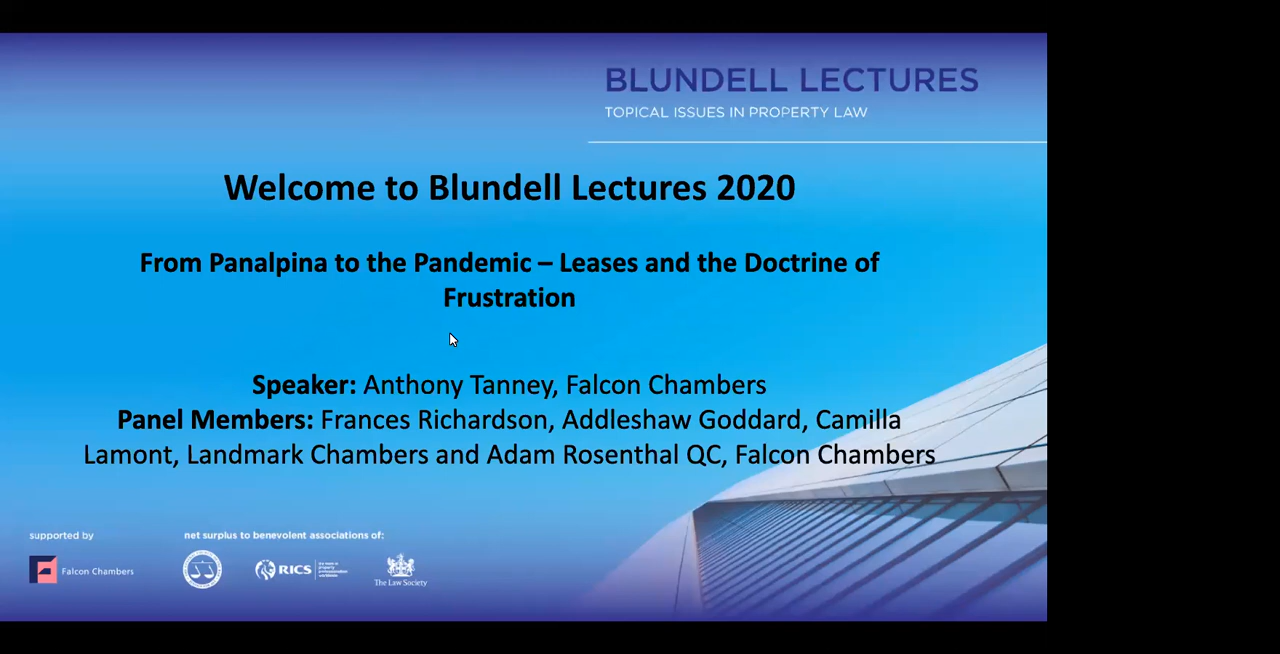 BLUNDELL LECTURES
TOPICAL ISSUES IN PROPERTY LAW
Welcome to Blundell Lectures 2020
From Panalpina to the Pandemic – Leases and the Doctrine of
Frustration
Speaker: Anthony Tanney, Falcon Chambers
Panel Members: Frances Richardson, Addleshaw Goddard, Camilla
Lamont, Landmark Chambers and Adam Rosenthal QC, Falcon Chambers
supported by
net surplus to benevolent associations of:
Falcon Chambers
RICS
The Law Society